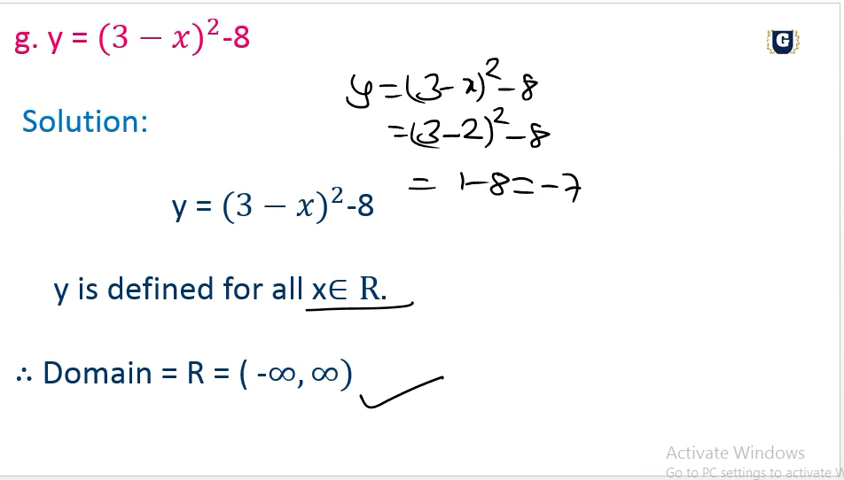 g. y = (3 − x)²-8
G
y = (3-x)²-8
Solution:
= (3-2)²-8
= 1-8 = -7
y = (3 − x)²-8
y is defined for all x∈ R.
∴ Domain = R = ( -∞, ∞)
Activate Windows
Go to PC settings to activate W